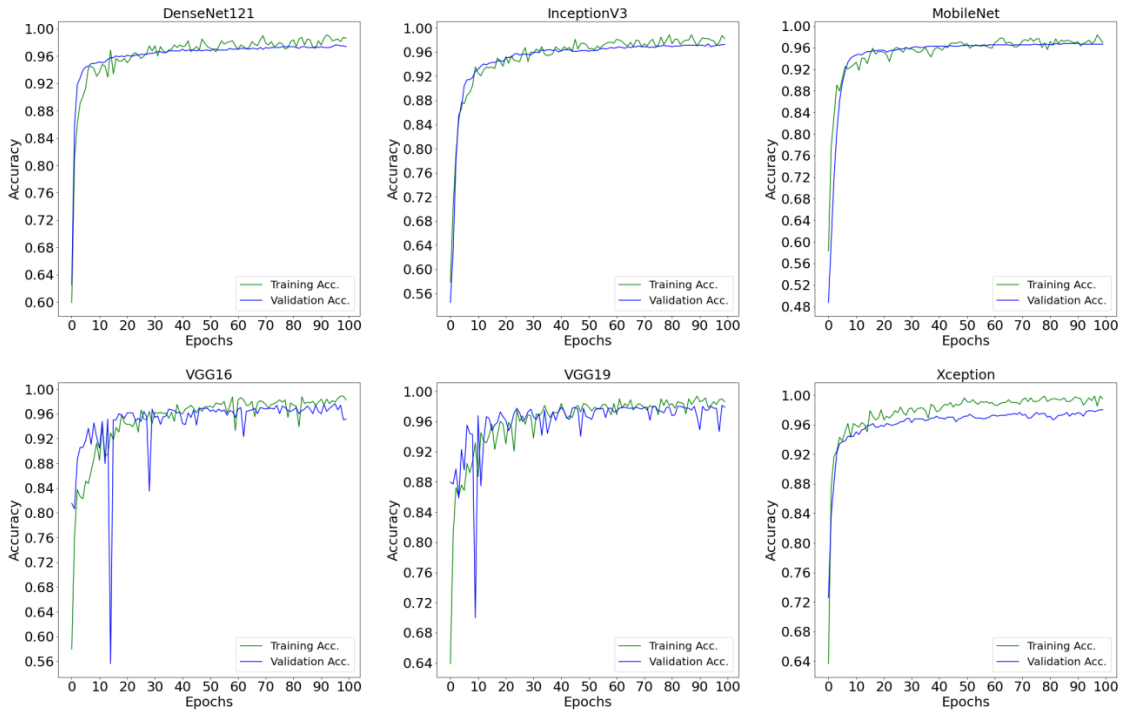 DenseNet121
1.00
0.96
0.92
0.88
0.84
0.80
0.76
0.72
0.68
0.64
0.60
Accuracy
Training Acc.
Validation Acc.
0 10 20 30 40 50 60 70 80 90 100
Epochs
InceptionV3
1.00
0.96
0.92
0.88
0.84
0.80
0.76
0.72
0.68
0.64
0.60
0.56
Accuracy
Training Acc.
Validation Acc.
0 10 20 30 40 50 60 70 80 90 100
Epochs
MobileNet
1.00
0.96
0.92
0.88
0.84
0.80
0.76
0.72
0.68
0.64
0.60
0.56
0.52
0.48
Accuracy
Training Acc.
Validation Acc.
0 10 20 30 40 50 60 70 80 90 100
Epochs
VGG16
1.00
0.96
0.92
0.88
0.84
0.80
0.76
0.72
0.68
0.64
0.60
0.56
Accuracy
Training Acc.
Validation Acc.
0 10 20 30 40 50 60 70 80 90 100
Epochs
VGG19
1.00
0.96
0.92
0.88
0.84
0.80
0.76
0.72
0.68
0.64
Accuracy
Training Acc.
Validation Acc.
0 10 20 30 40 50 60 70 80 90 100
Epochs
Xception
1.00
0.96
0.92
0.88
0.84
0.80
0.76
0.72
0.68
0.64
Accuracy
Training Acc.
Validation Acc.
0 10 20 30 40 50 60 70 80 90 100
Epochs